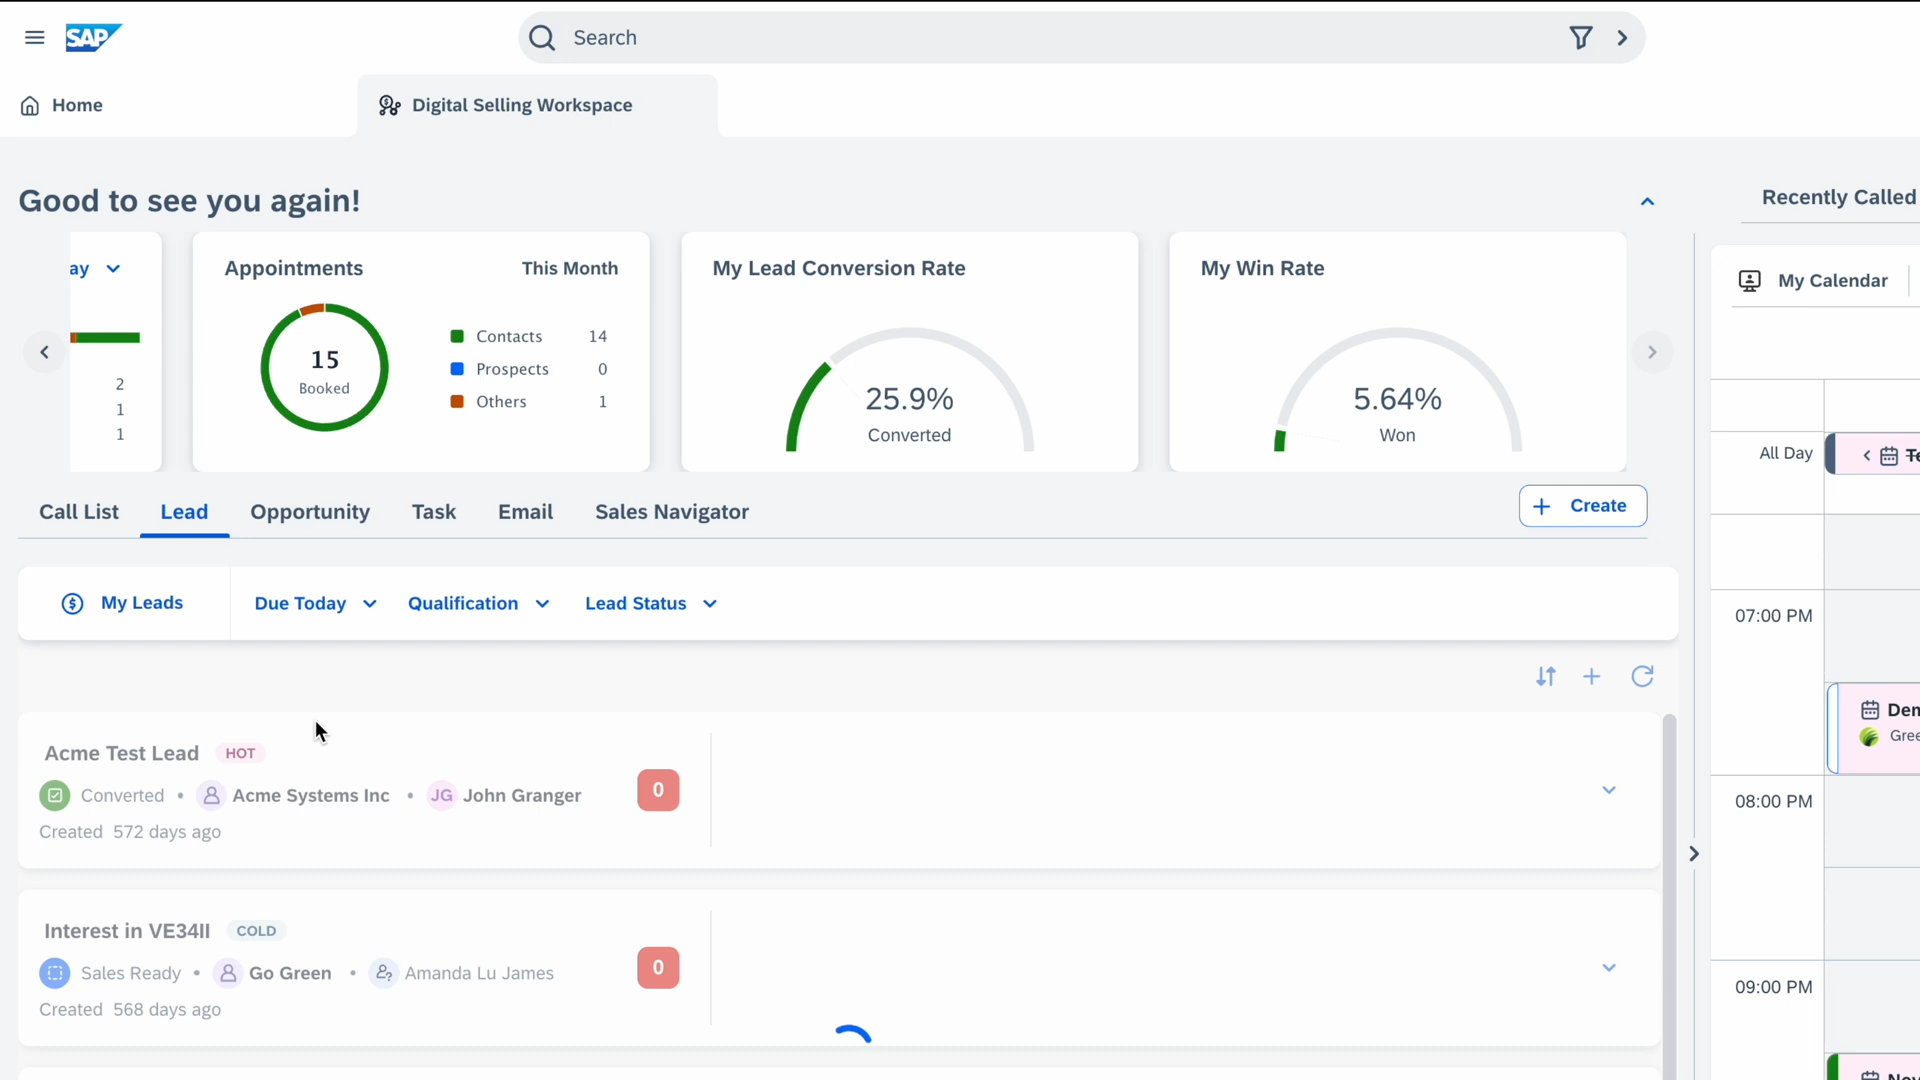 SAP
Search
Home
Digital Selling Workspace
Good to see you again!
Recently Called
ay
2
1
1
Appointments
This Month
15
Booked
Contacts 14
Prospects 0
Others 1
My Lead Conversion Rate
25.9%
Converted
My Win Rate
5.64%
Won
My Calendar
All Day
Te
Call List
Lead
Opportunity
Task
Email
Sales Navigator
Create
My Leads
Due Today
Qualification
Lead Status
07:00 PM
Den
Gree
Acme Test Lead HOT
Converted • Acme Systems Inc • JG John Granger
Created 572 days ago
0
08:00 PM
Interest in VE34II COLD
Sales Ready • Go Green • Amanda Lu James
Created 568 days ago
0
09:00 PM